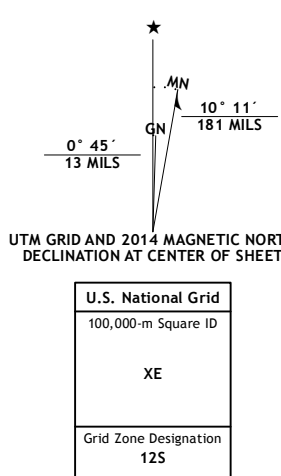 ★
MN
GN
10° 11´
181 MILS
0° 45´
13 MILS
UTM GRID AND 2014 MAGNETIC NORT
DECLINATION AT CENTER OF SHEET
U.S. National Grid
100,000-m Square ID
XE
Grid Zone Designation
12S